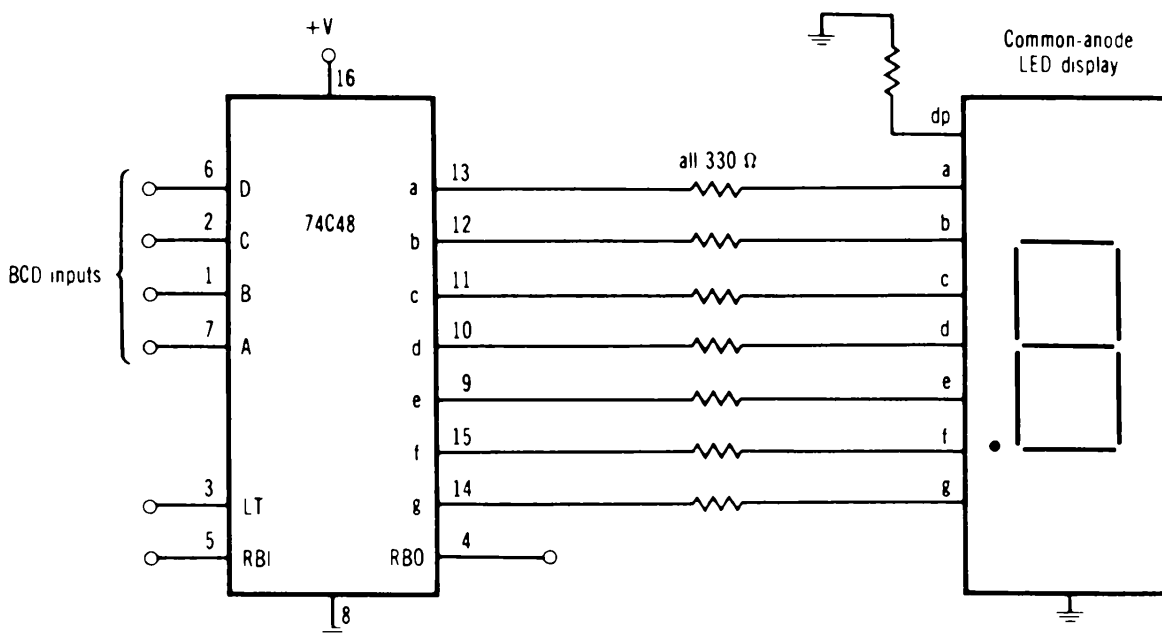 +V
16
Common-anode
LED display
dp
BCD inputs
6
D
2
C
1
B
7
A
3
LT
5
RBI
74C48
a
13
b
12
c
11
d
10
e
9
f
15
g
14
RBO
4
8
all 330 Ω
a
b
c
d
e
f
g